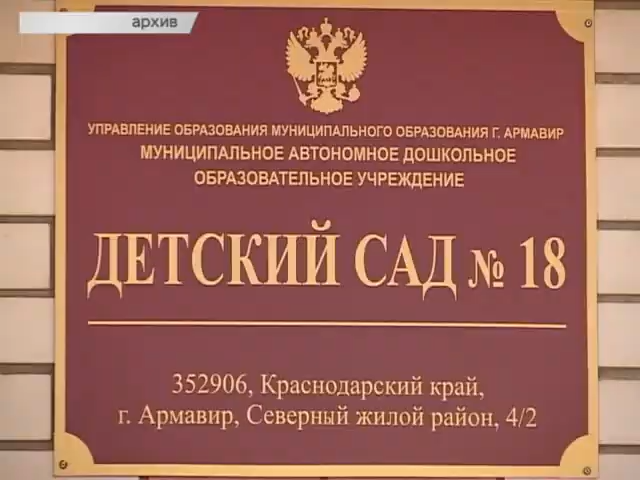 архив
УПРАВЛЕНИЕ ОБРАЗОВАНИЯ МУНИЦИПАЛЬНОГО ОБРАЗОВАНИЯ Г. АРМАВИР
МУНИЦИПАЛЬНОЕ АВТОНОМНОЕ ДОШКОЛЬНОЕ
ОБРАЗОВАТЕЛЬНОЕ УЧРЕЖДЕНИЕ
ДЕТСКИЙ САД № 18
352906, Краснодарский край,
г. Армавир, Северный жилой район, 4/2